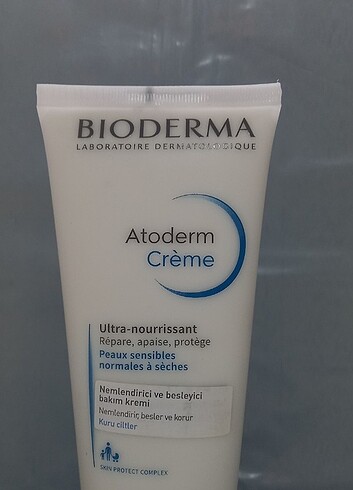 BIODERMA
LABORATOIRE DERMATOLOGIQUE
Atoderm
Crème
Ultra-nourrissant
Répare, apaise, protège
Peaux sensibles
normales à sèches
Nemlendirici ve besleyici
bakım kremi
Nemlendirir, besler ve korur
Kuru ciltler
SKIN PROTECT COMPLEX